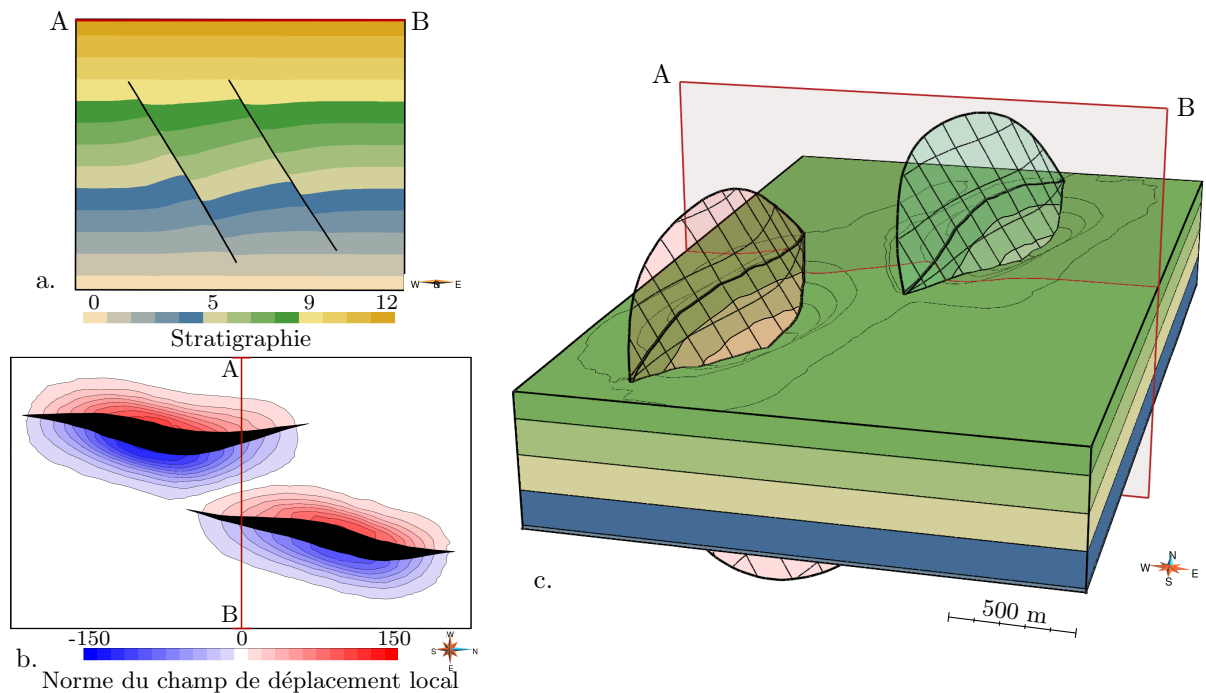 A B
a.
W S E
0 5 9 12
Stratigraphie
A
B
-150 0 150
b.
W
S N
E
Norme du champ de déplacement local
A
B
c.
N
W E
S
500 m